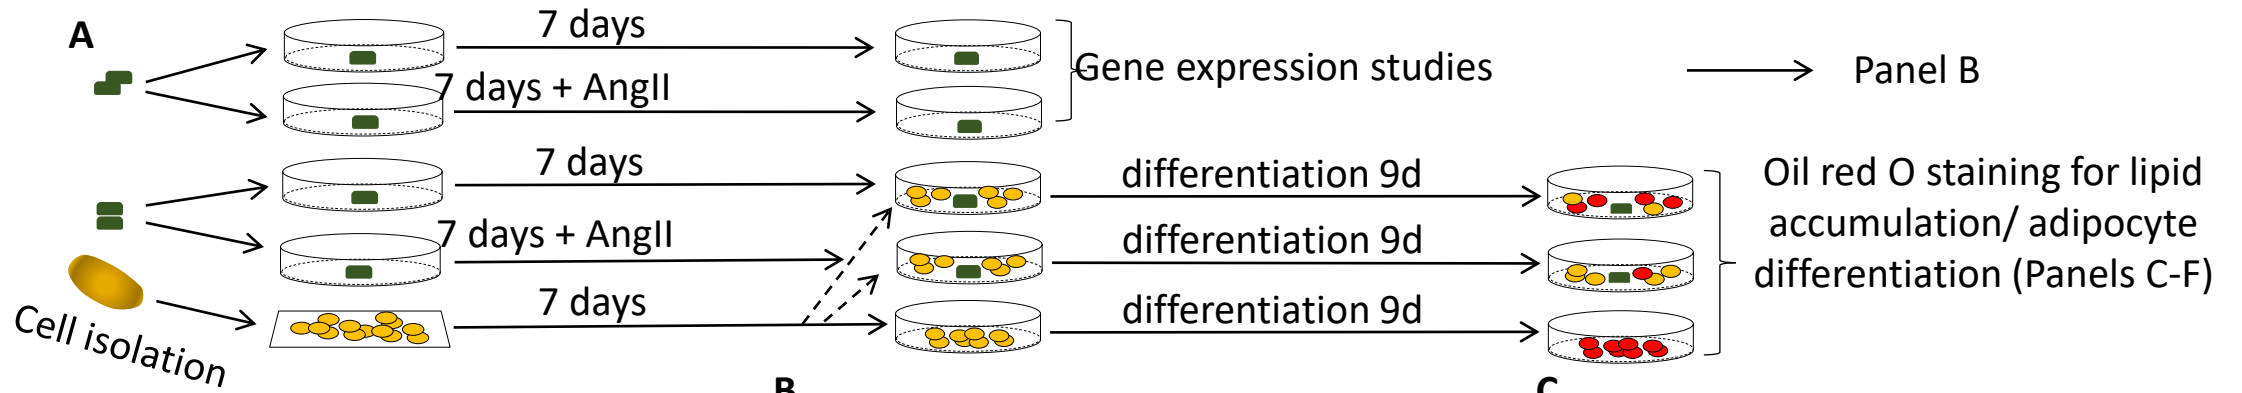 A
7 days
7 days + AngII
Gene expression studies
Panel B
7 days
differentiation 9d
7 days + AngII
differentiation 9d
7 days
differentiation 9d
Oil red O staining for lipid
accumulation/ adipocyte
differentiation (Panels C-F)
Cell isolation
B
C